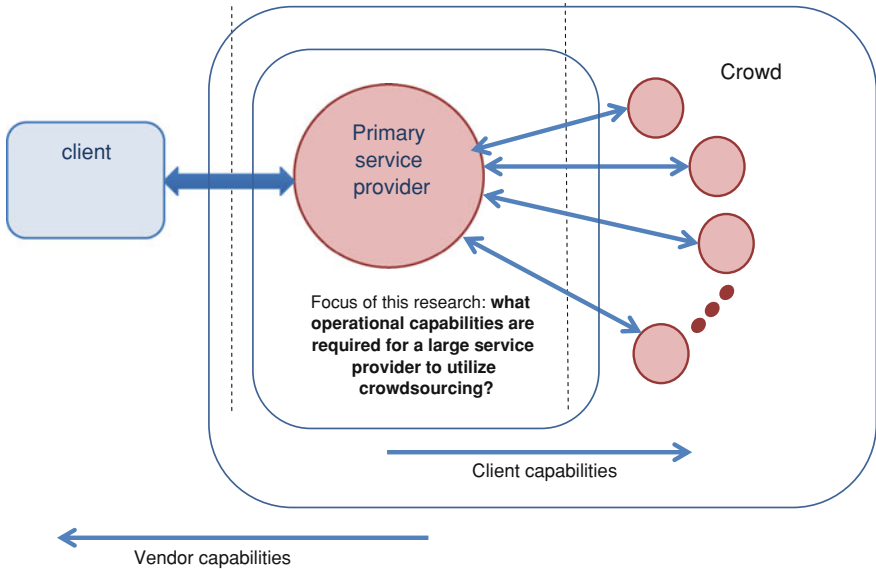 Crowd
client
Primary
service
provider
Focus of this research: what
operational capabilities are
required for a large service
provider to utilize
crowdsourcing?
Client capabilities
Vendor capabilities